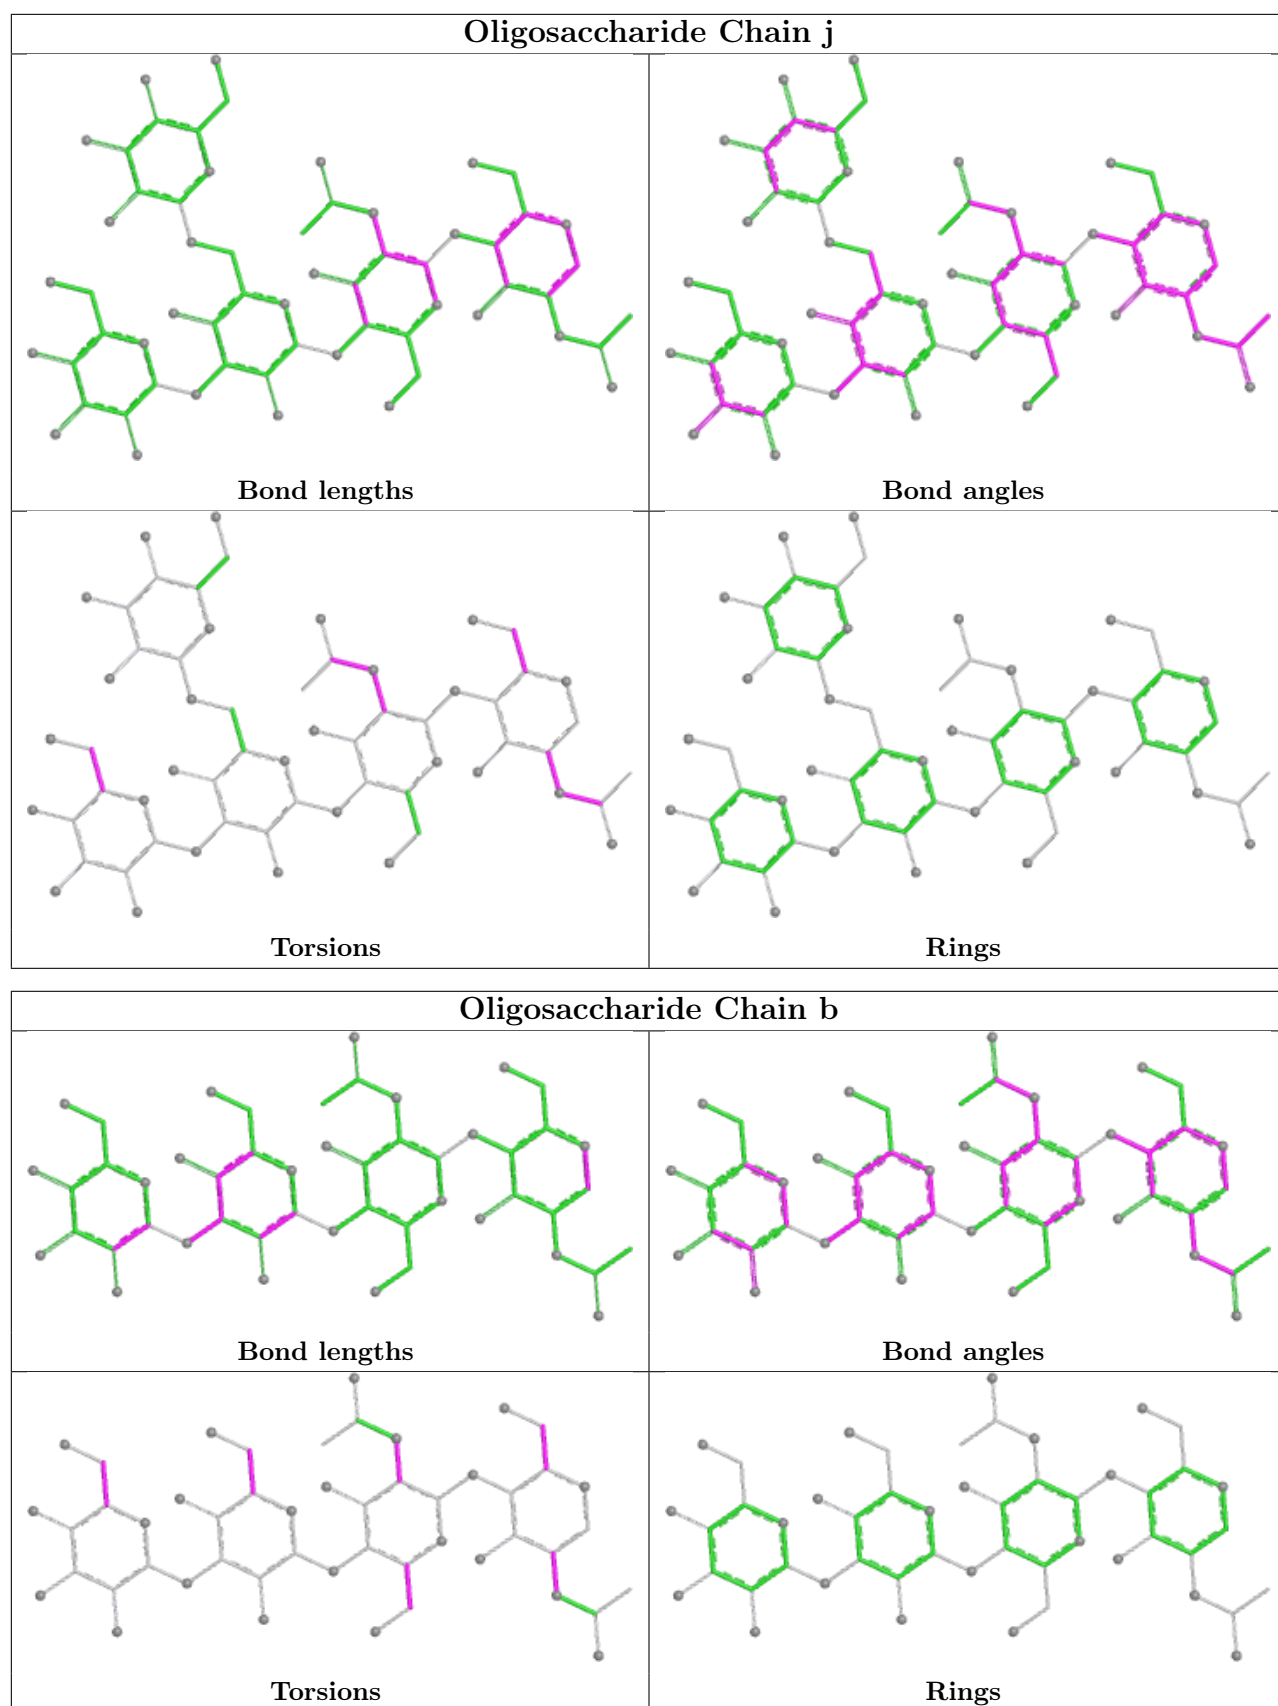 Oligosaccharide Chain j
Bond lengths
Bond angles
Torsions
Rings
Oligosaccharide Chain b
Bond lengths
Bond angles
Torsions
Rings